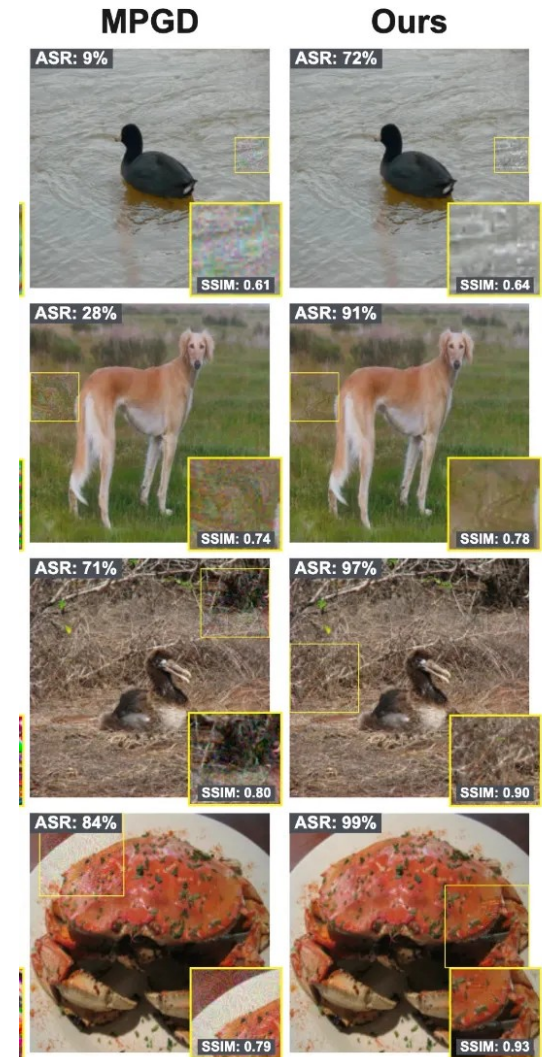 MPGD Ours
ASR: 9% ASR: 72%
SSIM: 0.61 SSIM: 0.64
ASR: 28% ASR: 91%
SSIM: 0.74 SSIM: 0.78
ASR: 71% ASR: 97%
SSIM: 0.80 SSIM: 0.90
ASR: 84% ASR: 99%
SSIM: 0.79 SSIM: 0.93